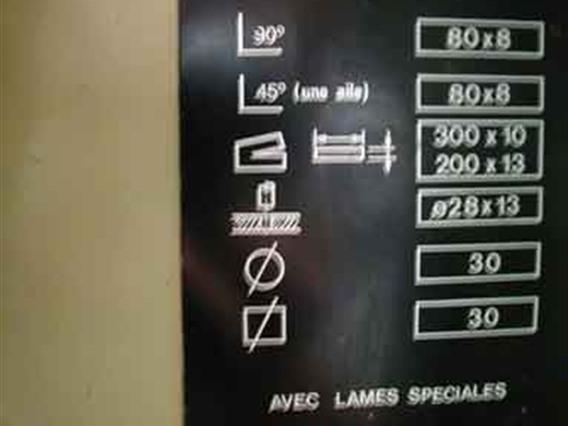 90° 80x8
45° (une aile) 80x8
300 x 10
200 x 13
ø28x13
30
30
AVEC LAMES SPECIALES